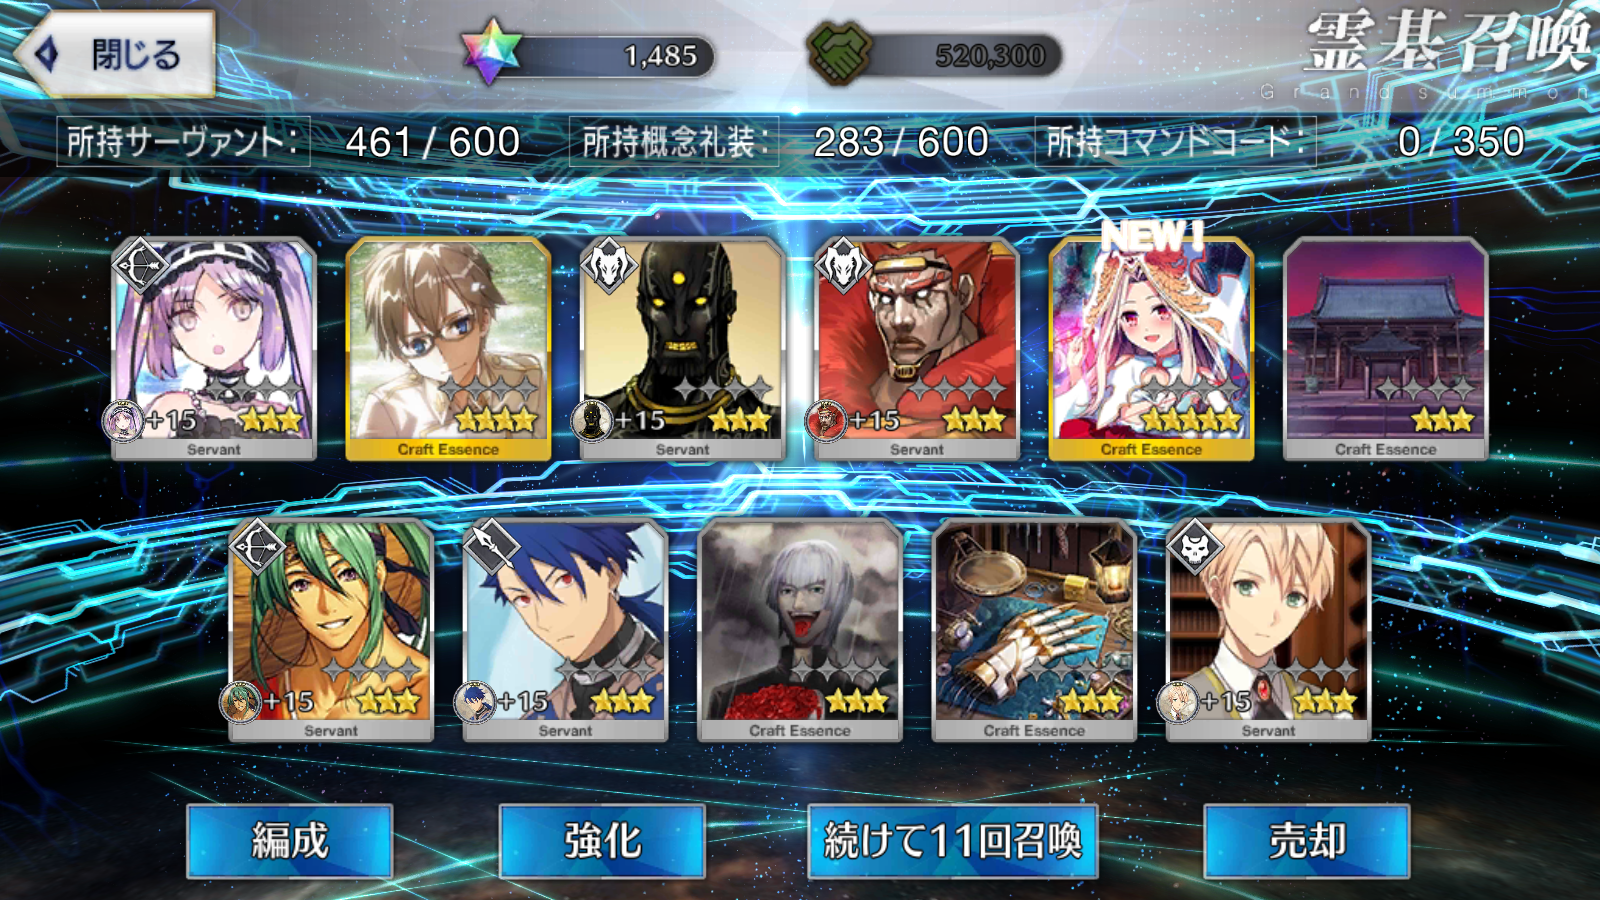 閉じる
1,485
520,300
霊基召喚
Grand summon
所持サーヴァント: 461 / 600
所持概念礼装: 283 / 600
所持コマンドコード: 0 / 350
NEW!
+15
+15
+15
Servant
Craft Essence
Servant
Servant
Craft Essence
Craft Essence
+15
+15
+15
Servant
Servant
Craft Essence
Craft Essence
Servant
編成
強化
続けて11回召喚
売却